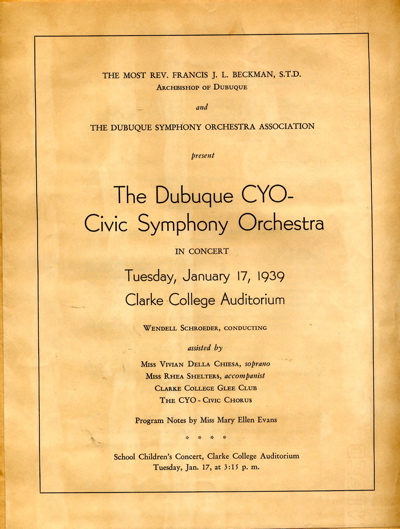 THE MOST REV. FRANCIS J. L. BECKMAN, S.T.D.
ARCHBISHOP OF DUBUQUE
and
THE DUBUQUE SYMPHONY ORCHESTRA ASSOCIATION
present
The Dubuque CYO-
Civic Symphony Orchestra
IN CONCERT
Tuesday, January 17, 1939
Clarke College Auditorium
WENDELL SCHROEDER, CONDUCTING
assisted by
MISS VIVIAN DELLA CHIESA, soprano
MISS RHEA SHELTERS, accompanist
CLARKE COLLEGE GLEE CLUB
THE CYO - CIVIC CHORUS
Program Notes by Miss Mary Ellen Evans
* * * *
School Children's Concert, Clarke College Auditorium
Tuesday, Jan. 17, at 3:15 p. m.